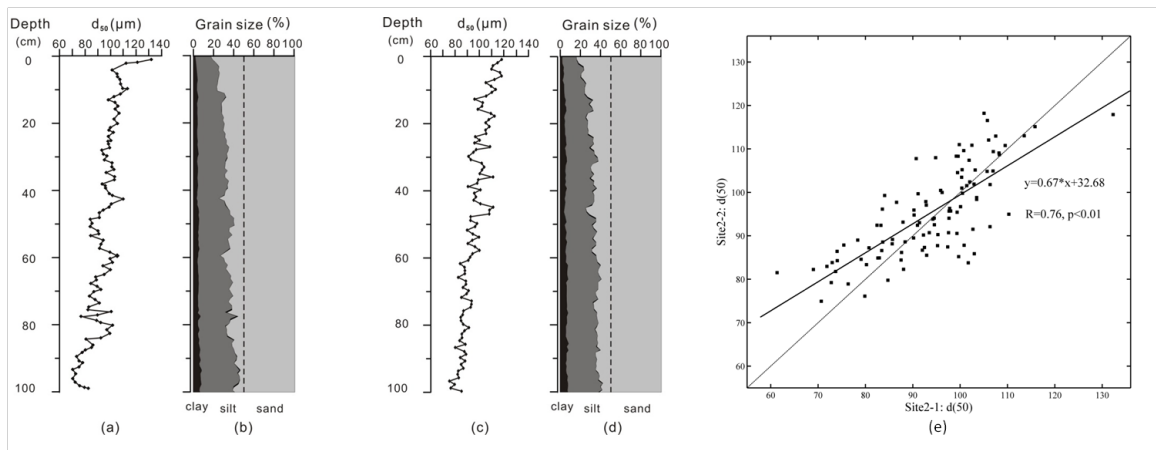 Depth
(cm)
d₅₀(μm)
60 80 100 120 140
0
20
40
60
80
100
(a)
Grain size (%)
0 20 40 60 80 100
clay silt sand
(b)
Depth
(cm)
d₅₀(μm)
60 80 100 120 140
0
20
40
60
80
100
(c)
Grain size (%)
0 20 40 60 80 100
clay silt sand
(d)
Site2-2: d(50)
130
120
110
100
90
80
70
60
y=0.67*x+32.68
R=0.76, p<0.01
60 70 80 90 100 110 120 130
Site2-1: d(50)
(e)